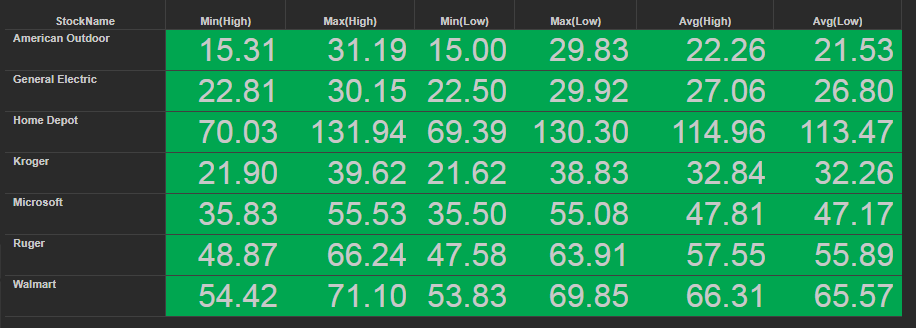 StockName Min(High) Max(High) Min(Low) Max(Low) Avg(High) Avg(Low)
American Outdoor 15.31 31.19 15.00 29.83 22.26 21.53
General Electric 22.81 30.15 22.50 29.92 27.06 26.80
Home Depot 70.03 131.94 69.39 130.30 114.96 113.47
Kroger 21.90 39.62 21.62 38.83 32.84 32.26
Microsoft 35.83 55.53 35.50 55.08 47.81 47.17
Ruger 48.87 66.24 47.58 63.91 57.55 55.89
Walmart 54.42 71.10 53.83 69.85 66.31 65.57